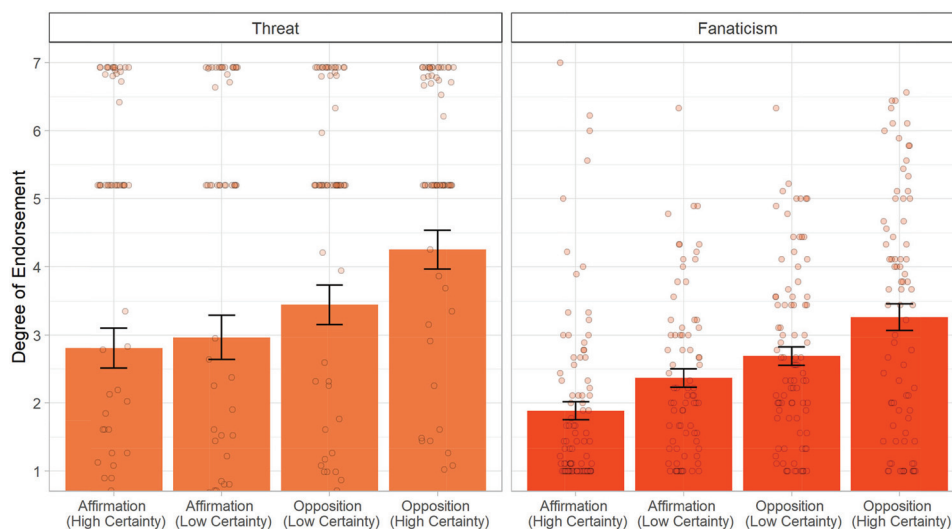 Threat
Fanaticism
Degree of Endorsement
7
6
5
4
3
2
1
Affirmation
(High Certainty)
Affirmation
(Low Certainty)
Opposition
(Low Certainty)
Opposition
(High Certainty)
Affirmation
(High Certainty)
Affirmation
(Low Certainty)
Opposition
(Low Certainty)
Opposition
(High Certainty)